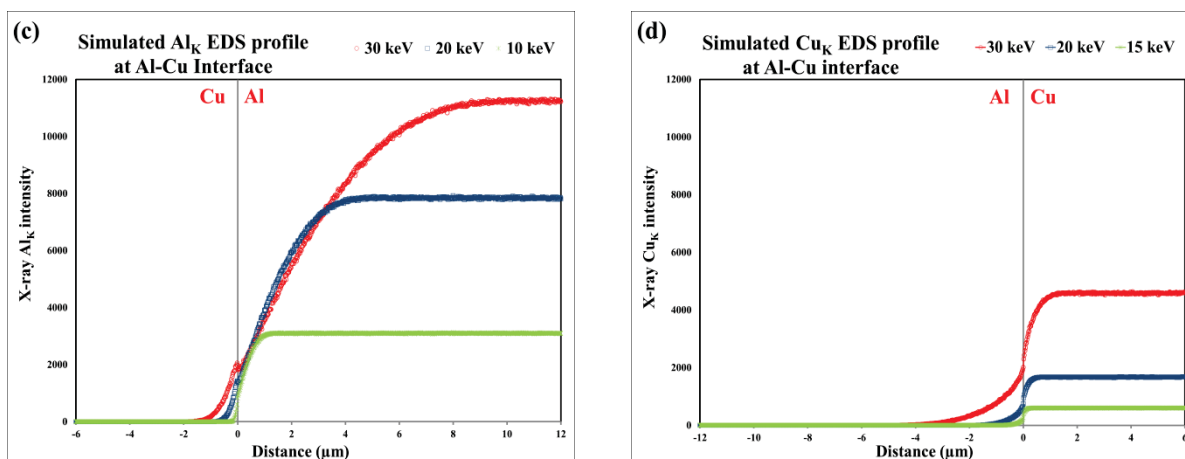 (c)
Simulated AlK EDS profile
at Al-Cu Interface
30 keV 20 keV 10 keV
12000
Cu Al
10000
8000
6000
4000
2000
0
X-ray AlK intensity
-6 -4 -2 0 2 4 6 8 10 12
Distance (µm)
(d)
Simulated CuK EDS profile
at Al-Cu interface
30 keV 20 keV 15 keV
12000
Al Cu
10000
8000
6000
4000
2000
0
X-ray CuK intensity
-12 -10 -8 -6 -4 -2 0 2 4 6
Distance (µm)